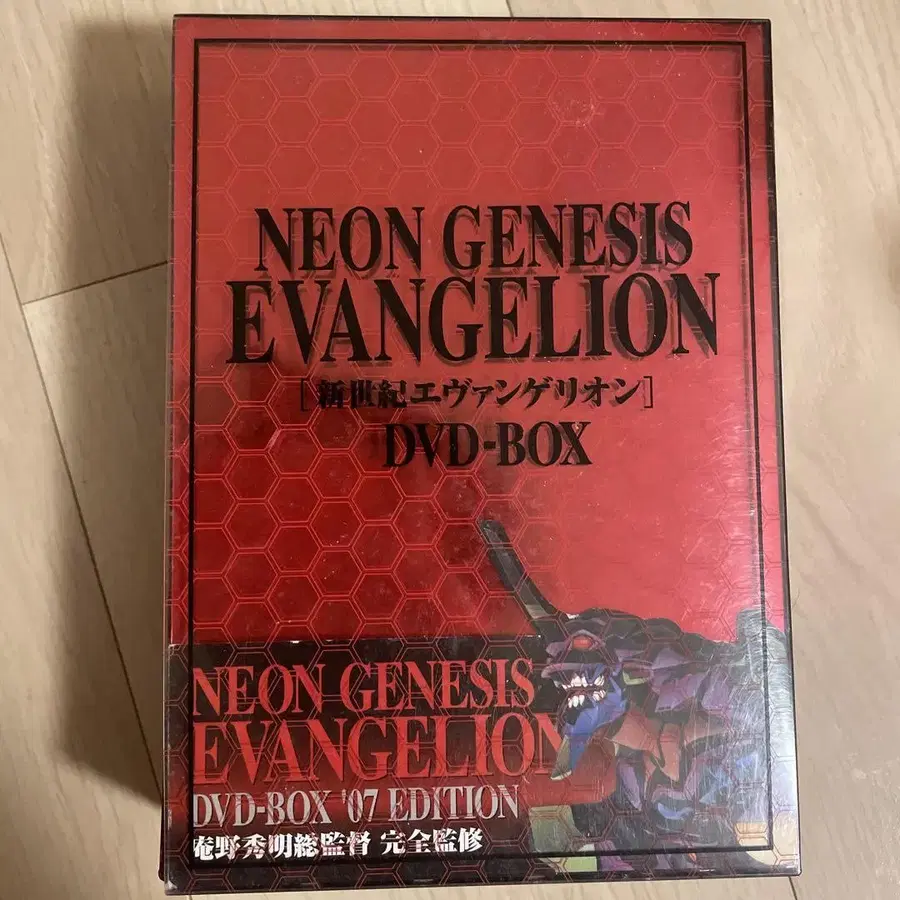 NEON GENESIS
EVANGELION
[新世紀エヴァンゲリオン]
DVD-BOX
NEON GENESIS
EVANGELION
DVD-BOX '07 EDITION
庵野秀明総監督 完全監修